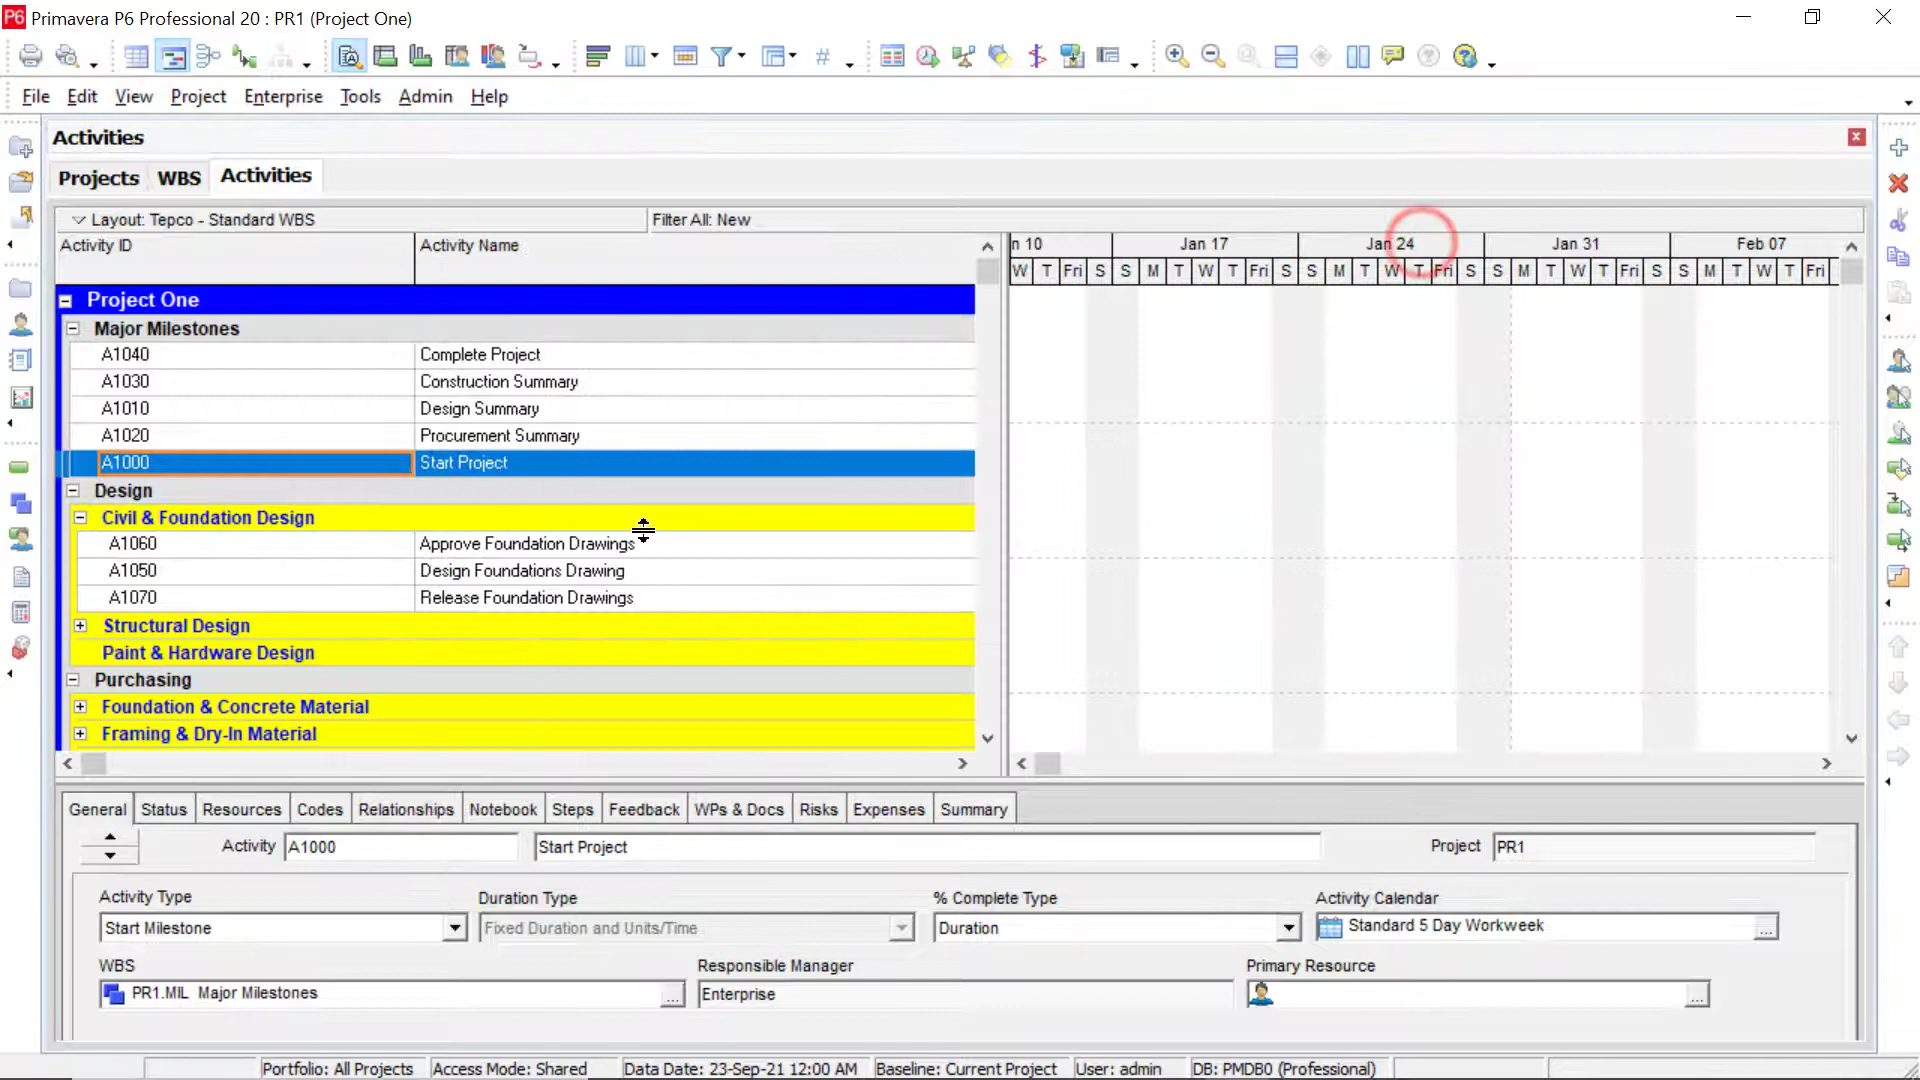 P6 Primavera P6 Professional 20 : PR1 (Project One)
File Edit View Project Enterprise Tools Admin Help
Activities
Projects WBS Activities
Layout: Tepco - Standard WBS Filter All: New
Activity ID Activity Name
n 10 Jan 17 Jan 24 Jan 31 Feb 07
W T Fri S S M T W T Fri S S M T W T Fri S S M T W T Fri S S M T W T Fri
Project One
Major Milestones
A1040 Complete Project
A1030 Construction Summary
A1010 Design Summary
A1020 Procurement Summary
A1000 Start Project
Design
Civil & Foundation Design
A1060 Approve Foundation Drawings
A1050 Design Foundations Drawing
A1070 Release Foundation Drawings
Structural Design
Paint & Hardware Design
Purchasing
Foundation & Concrete Material
Framing & Dry-In Material
General Status Resources Codes Relationships Notebook Steps Feedback WPs & Docs Risks Expenses Summary
Activity A1000 Start Project Project PR1
Activity Type Duration Type % Complete Type Activity Calendar
Start Milestone Fixed Duration and Units/Time Duration Standard 5 Day Workweek ...
WBS Responsible Manager Primary Resource
PR1.MIL Major Milestones ... Enterprise ...
Portfolio: All Projects Access Mode: Shared Data Date: 23-Sep-21 12:00 AM Baseline: Current Project User: admin DB: PMDB0 (Professional)